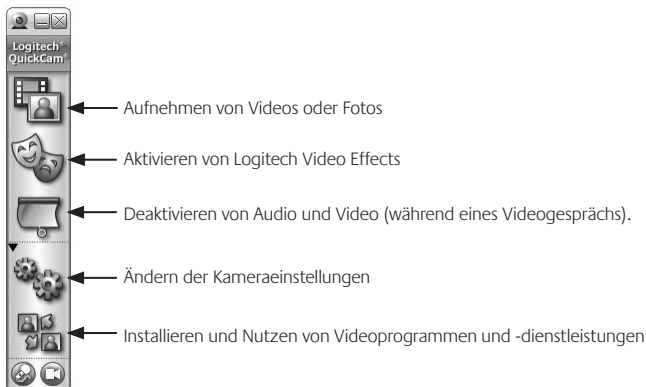 Logitech®
QuickCam®
Aufnehmen von Videos oder Fotos
Aktivieren von Logitech Video Effects
Deaktivieren von Audio und Video (während eines Videogesprächs).
Ändern der Kameraeinstellungen
Installieren und Nutzen von Videoprogrammen und -dienstleistungen